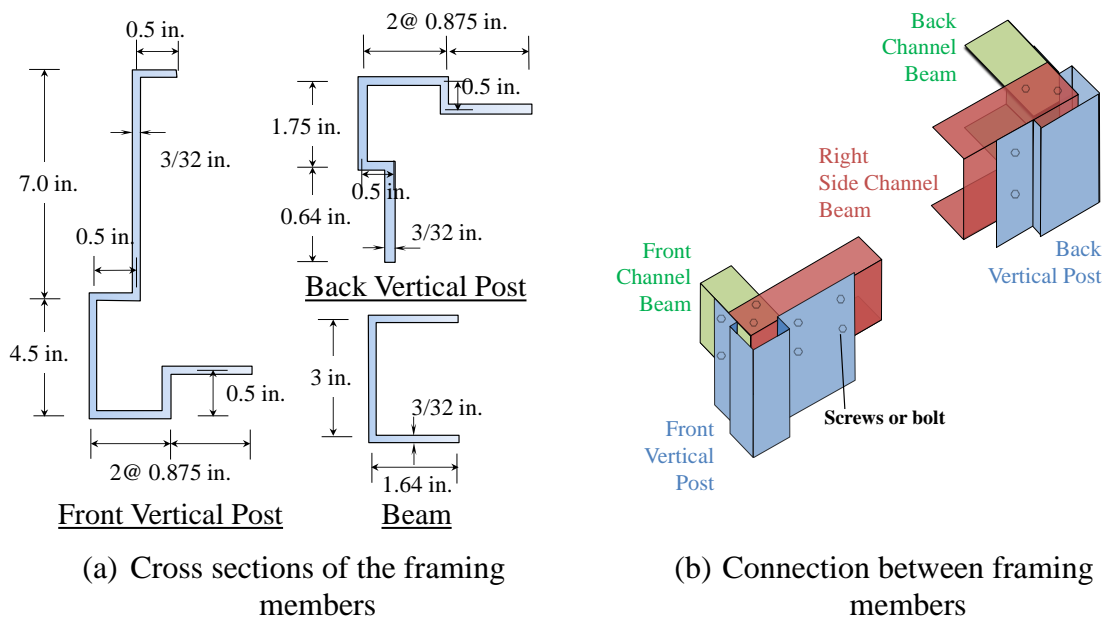 0.5 in.
7.0 in.
3/32 in.
0.5 in.
4.5 in.
0.5 in.
2@ 0.875 in.
Front Vertical Post
2@ 0.875 in.
0.5 in.
1.75 in.
0.5 in.
0.64 in.
3/32 in.
Back Vertical Post
3 in.
3/32 in.
1.64 in.
Beam
(a) Cross sections of the framing
members
Back
Channel
Beam
Right
Side Channel
Beam
Back
Vertical Post
Front
Channel
Beam
Screws or bolt
Front
Vertical
Post
(b) Connection between framing
members